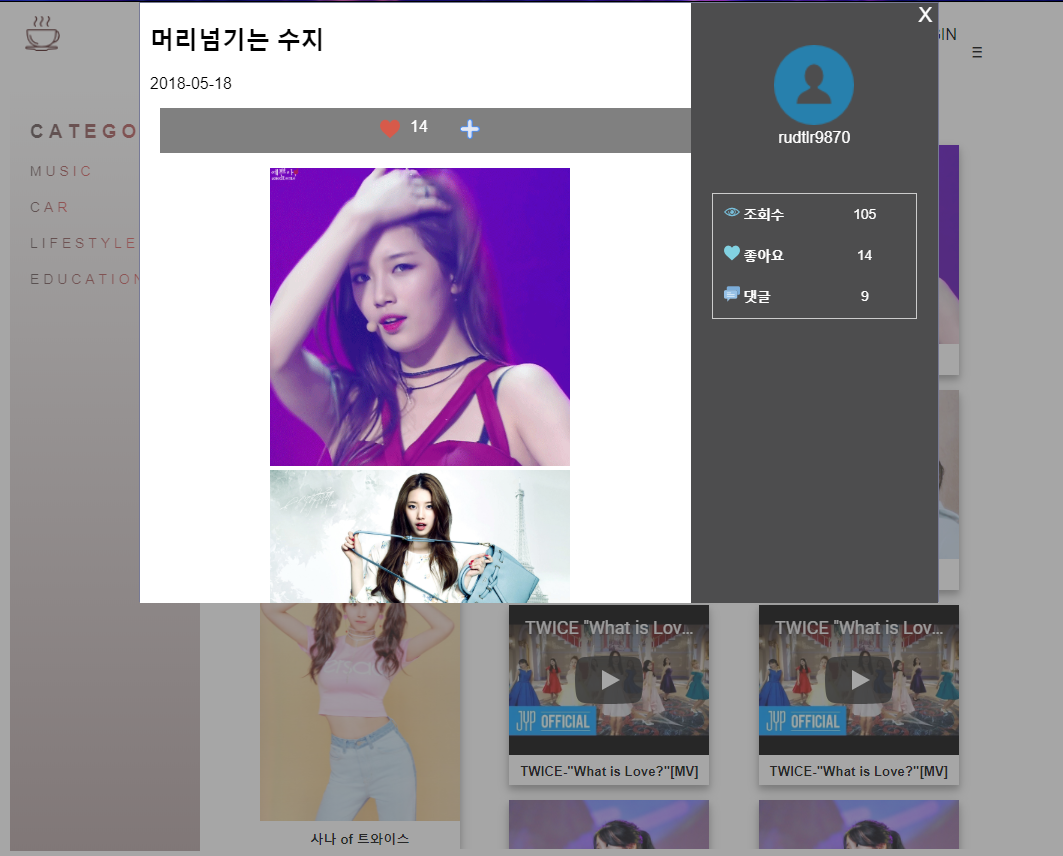 머리넘기는 수지
X
GIN
2018-05-18
14
rudtlr9870
CATEGO
MUSIC
CAR
LIFESTYLE
EDUCATION
조회수 105
좋아요 14
댓글 9
TWICE "What is Lov...
TWICE "What is Lov...
JYP OFFICIAL
JYP OFFICIAL
TWICE-"What is Love?"[MV]
TWICE-"What is Love?"[MV]
사나 of 트와이스